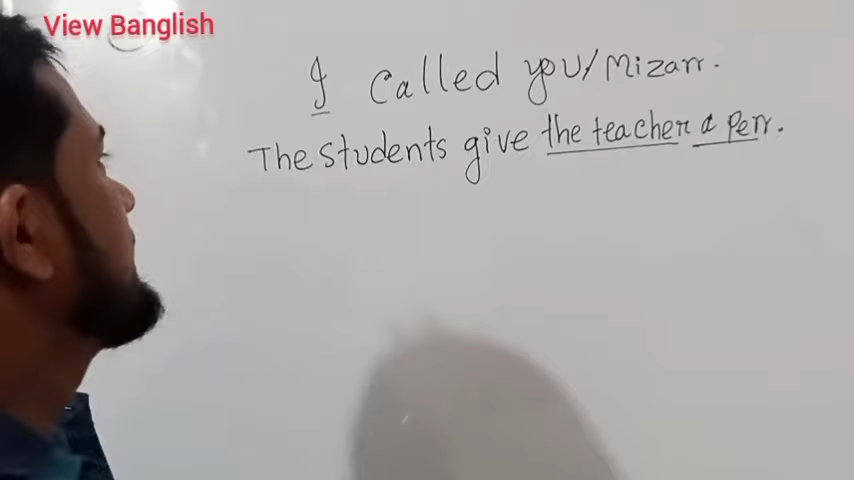 View Banglish
I Called you/Mizan.
The students give the teacher a Pen.